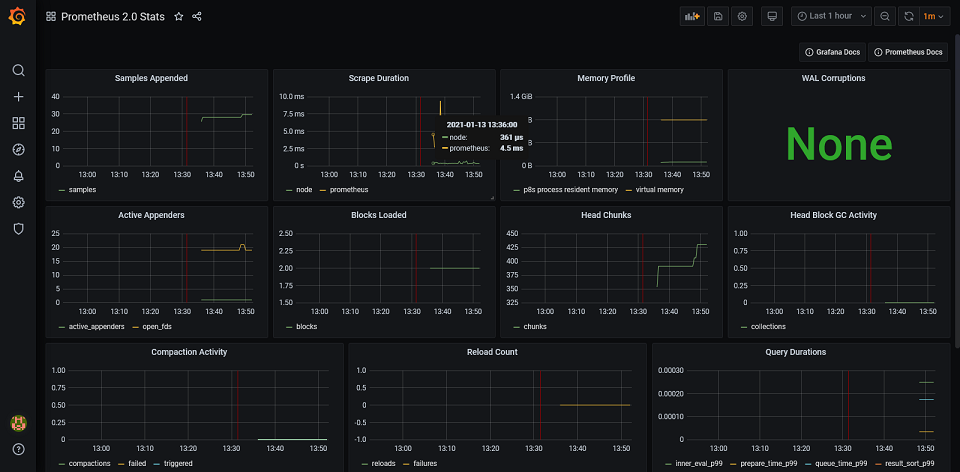 Prometheus 2.0 Stats
Last 1 hour
1m
Grafana Docs
Prometheus Docs
Samples Appended
40
30
20
10
0
13:00 13:10 13:20 13:30 13:40 13:50
samples
Scrape Duration
10.0 ms
7.5 ms
5.0 ms
2.5 ms
0 s
13:00 13:10 13:20 13:30 13:40 13:50
node prometheus
2021-01-13 13:36:00
node: 361 µs
prometheus: 4.5 ms
Memory Profile
1.4 GiB
B
B
0 B
13:00 13:10 13:20 13:30 13:40 13:50
p8s process resident memory virtual memory
WAL Corruptions
None
Active Appenders
25
20
15
10
5
0
13:00 13:10 13:20 13:30 13:40 13:50
active_appenders open_fds
Blocks Loaded
2.50
2.25
2.00
1.75
1.50
13:00 13:10 13:20 13:30 13:40 13:50
blocks
Head Chunks
450
425
400
375
350
325
13:00 13:10 13:20 13:30 13:40 13:50
chunks
Head Block GC Activity
1.00
0.75
0.50
0.25
0
13:00 13:10 13:20 13:30 13:40 13:50
collections
Compaction Activity
1.00
0.75
0.50
0.25
0
13:00 13:10 13:20 13:30 13:40 13:50
compactions failed triggered
Reload Count
1.0
0.5
0
-0.5
-1.0
13:00 13:10 13:20 13:30 13:40 13:50
reloads failures
Query Durations
0.00030
0.00020
0.00010
0
13:00 13:10 13:20 13:30 13:40 13:50
inner_eval_p99 prepare_time_p99 queue_time_p99 result_sort_p99